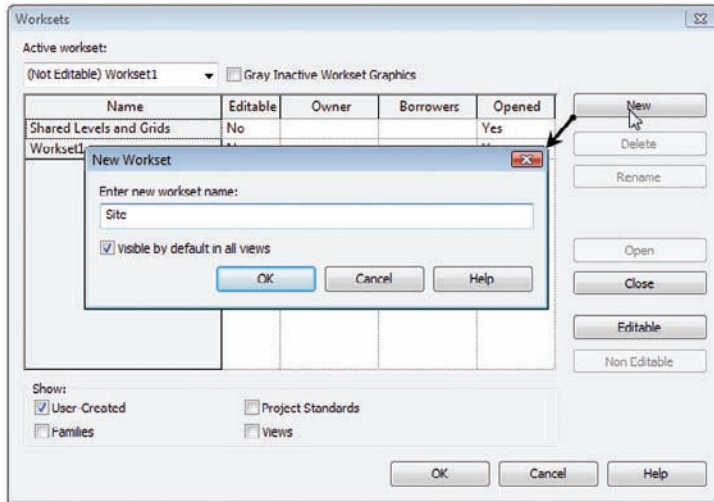 Worksets
Active workset:
(Not Editable) Workset1
Gray Inactive Workset Graphics
Name Editable Owner Borrowers Opened
New
Shared Levels and Grids No Yes
Workset1
Delete
New Workset
Rename
Enter new workset name:
Site
Visible by default in all views
Open
OK Cancel Help
Close
Editable
Non Editable
Show:
User-Created Project Standards
Families Views
OK Cancel Help